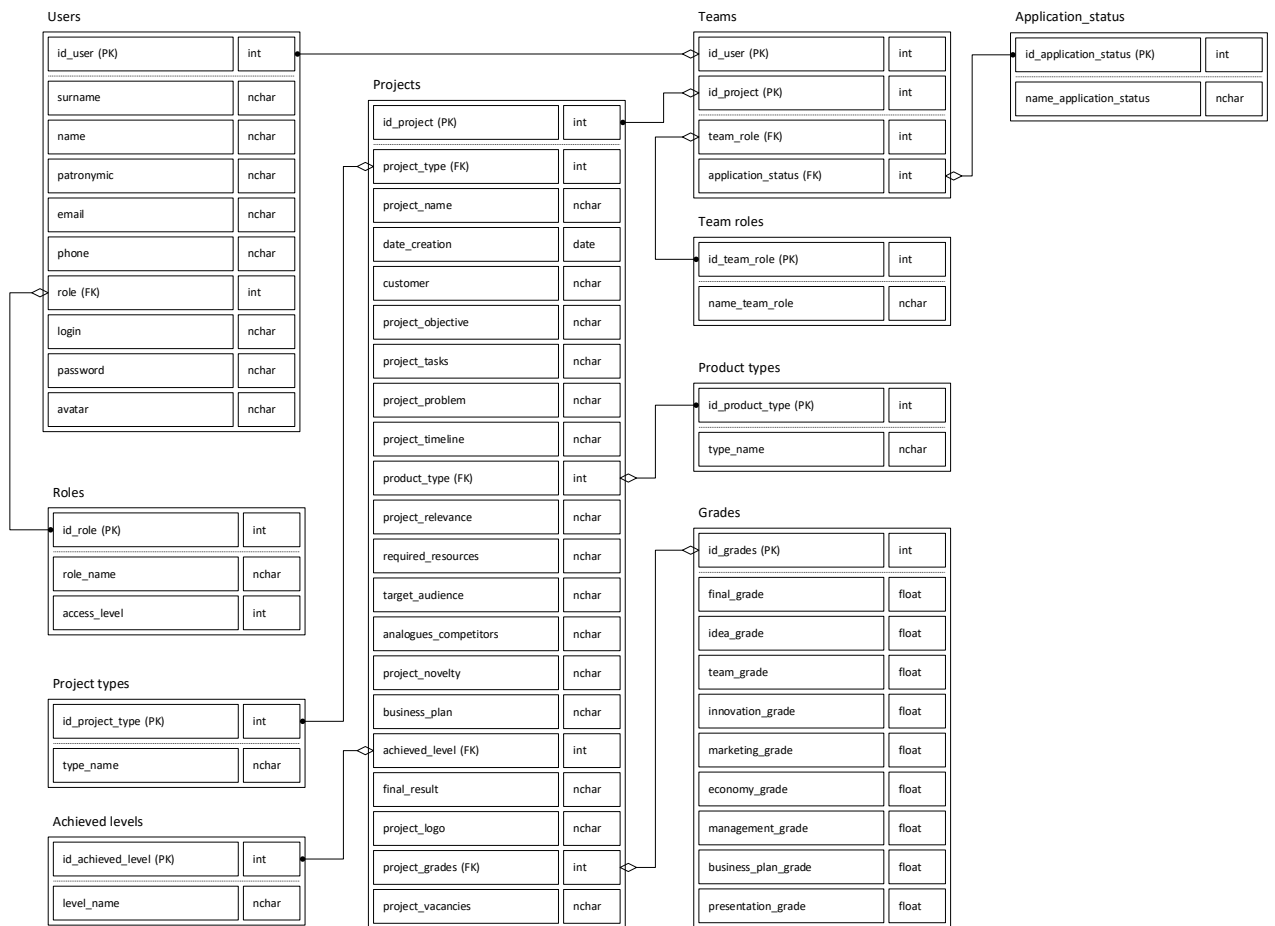 Users
id_user (PK) int
surname nchar
name nchar
patronymic nchar
email nchar
phone nchar
role (FK) int
login nchar
password nchar
avatar nchar
Roles
id_role (PK) int
role_name nchar
access_level int
Project types
id_project_type (PK) int
type_name nchar
Achieved levels
id_achieved_level (PK) int
level_name nchar
Projects
id_project (PK) int
project_type (FK) int
project_name nchar
date_creation date
customer nchar
project_objective nchar
project_tasks nchar
project_problem nchar
project_timeline nchar
product_type (FK) int
project_relevance nchar
required_resources nchar
target_audience nchar
analogues_competitors nchar
project_novelty nchar
business_plan nchar
achieved_level (FK) int
final_result nchar
project_logo nchar
project_grades (FK) int
project_vacancies nchar
Teams
id_user (PK) int
id_project (PK) int
team_role (FK) int
application_status (FK) int
Team roles
id_team_role (PK) int
name_team_role nchar
Product types
id_product_type (PK) int
type_name nchar
Grades
id_grades (PK) int
final_grade float
idea_grade float
team_grade float
innovation_grade float
marketing_grade float
economy_grade float
management_grade float
business_plan_grade float
presentation_grade float
Application_status
id_application_status (PK) int
name_application_status nchar